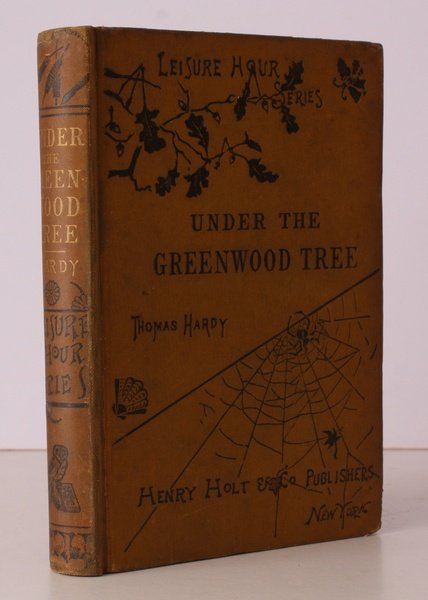 LEISURE HOUR
SERIES
UNDER THE
GREENWOOD TREE
THOMAS HARDY
HENRY HOLT & Co PUBLISHERS
NEW YORK
UNDER
THE
GREEN-
WOOD
TREE
HARDY
LEISURE
HOUR
SERIES